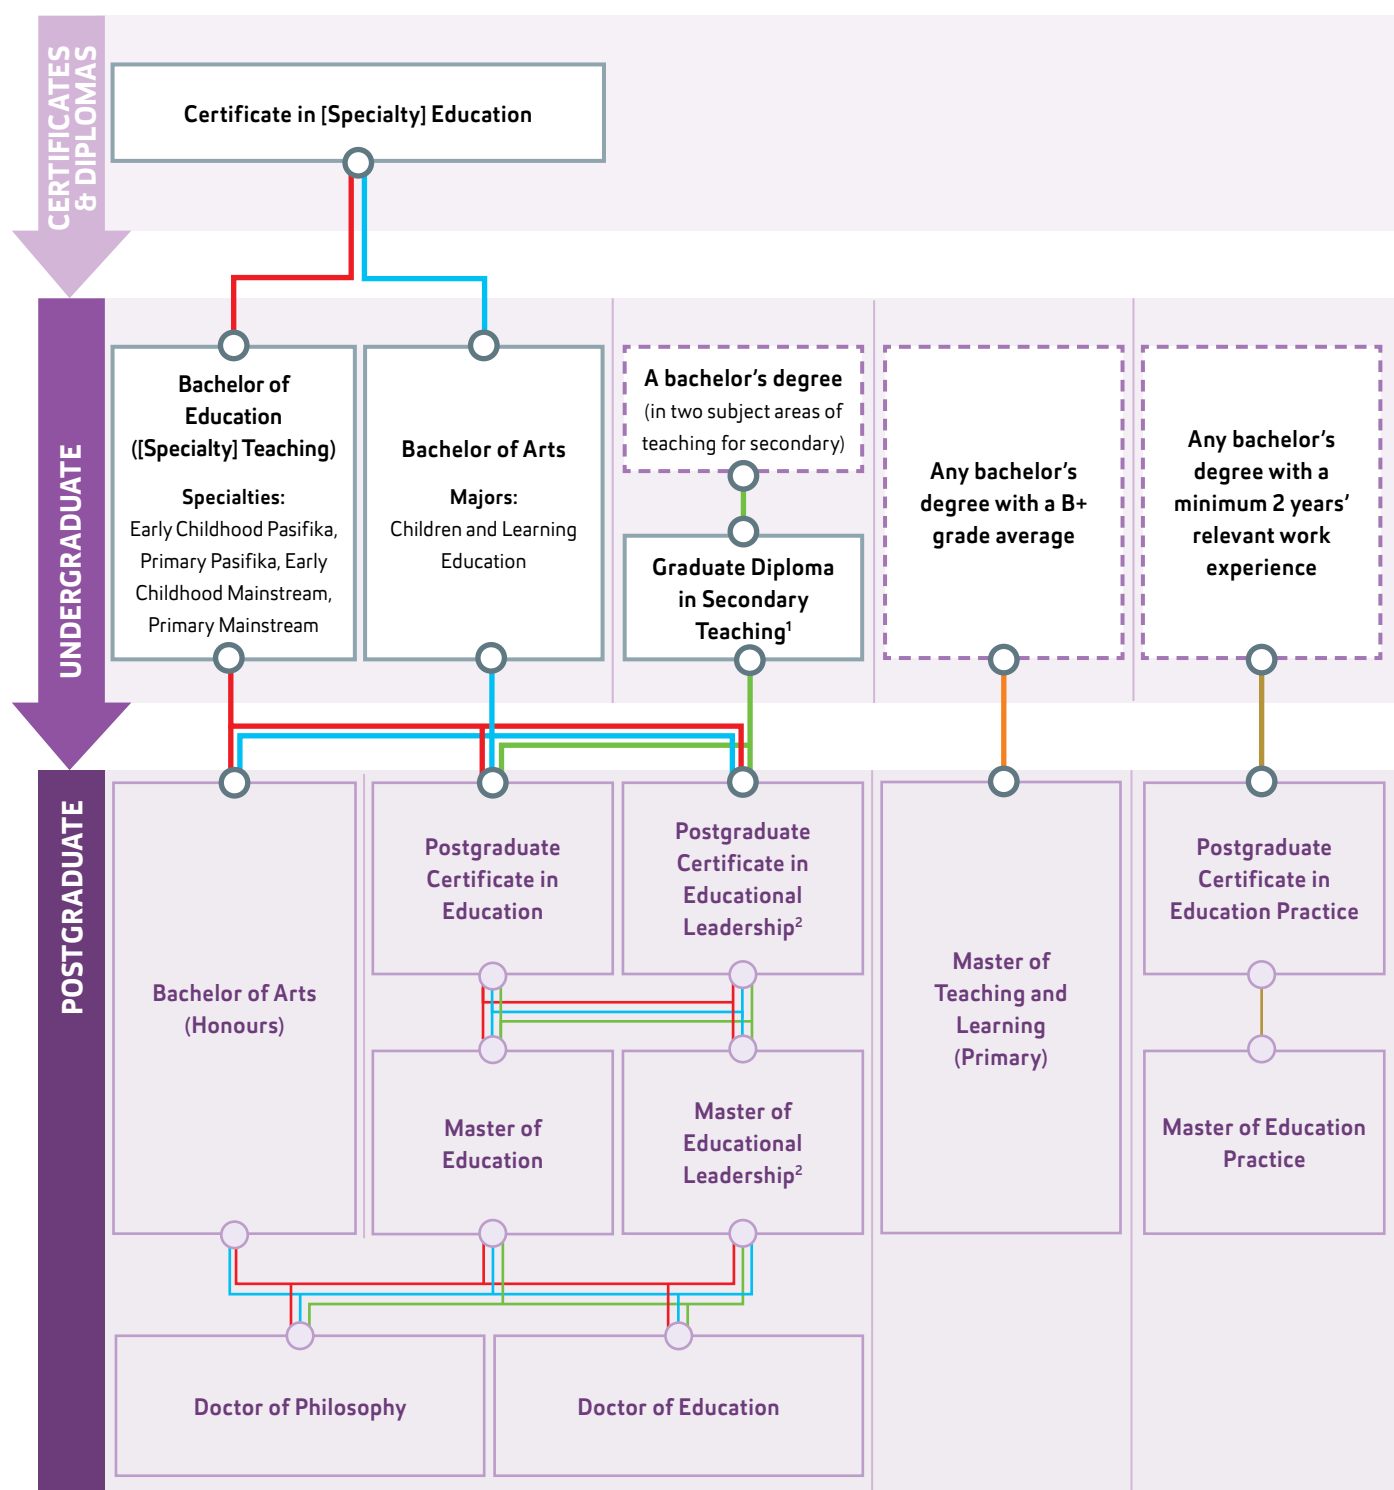 CERTIFICATES
& DIPLOMAS
Certificate in [Specialty] Education
UNDERGRADUATE
Bachelor of
Education
([Specialty] Teaching)
Specialties:
Early Childhood Pasifika,
Primary Pasifika, Early
Childhood Mainstream,
Primary Mainstream
Bachelor of Arts
Majors:
Children and Learning
Education
A bachelor's degree
(in two subject areas of
teaching for secondary)
Graduate Diploma
in Secondary
Teaching¹
Any bachelor's
degree with a B+
grade average
Any bachelor's
degree with a
minimum 2 years'
relevant work
experience
POSTGRADUATE
Bachelor of Arts
(Honours)
Postgraduate
Certificate in
Education
Postgraduate
Certificate in
Educational
Leadership²
Master of
Education
Master of
Educational
Leadership²
Master of
Teaching and
Learning
(Primary)
Postgraduate
Certificate in
Education Practice
Master of Education
Practice
Doctor of Philosophy
Doctor of Education